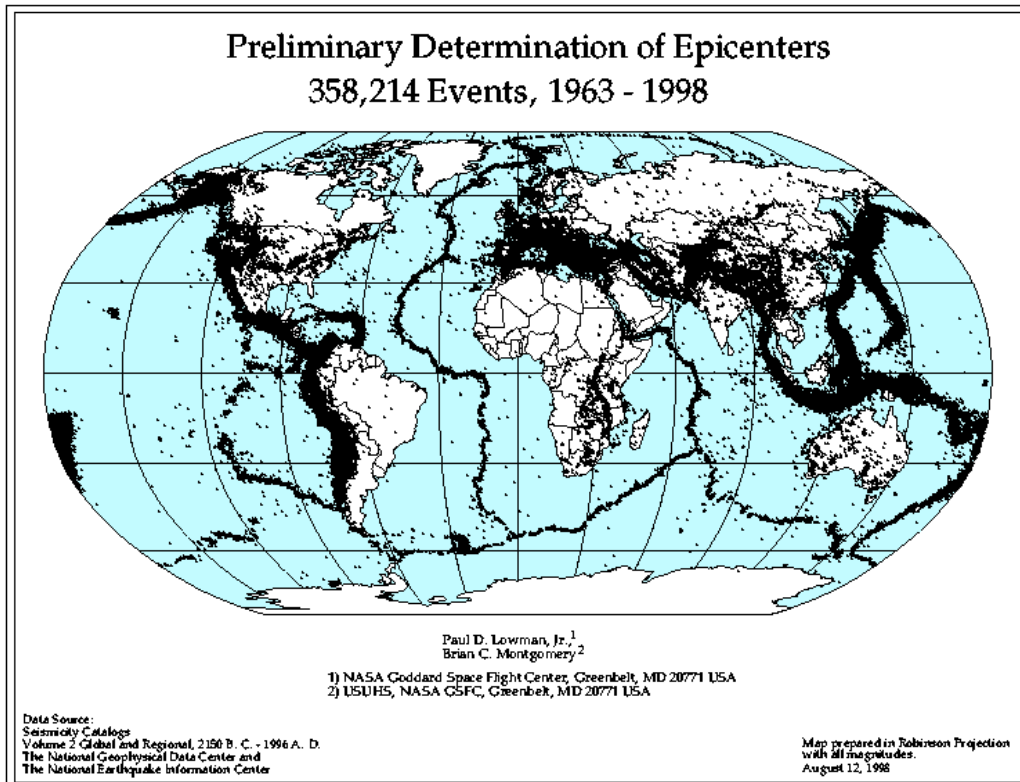 Preliminary Determination of Epicenters
358,214 Events, 1963 - 1998
Paul D. Lowman, Jr.,1
Brian C. Montgomery 2
1) NASA Goddard Space Flight Center, Greenbelt, MD 20771 USA
2) USUHS, NASA GSFC, Greenbelt, MD 20771 USA
Data Source:
Seismicity Catalogs
Volume 2 Global and Regional, 2150 B. C. - 1996 A. D.
The National Geophysical Data Center and
The National Earthquake Information Center
Map prepared in Robinson Projection
with all magnitudes.
August 12, 1998